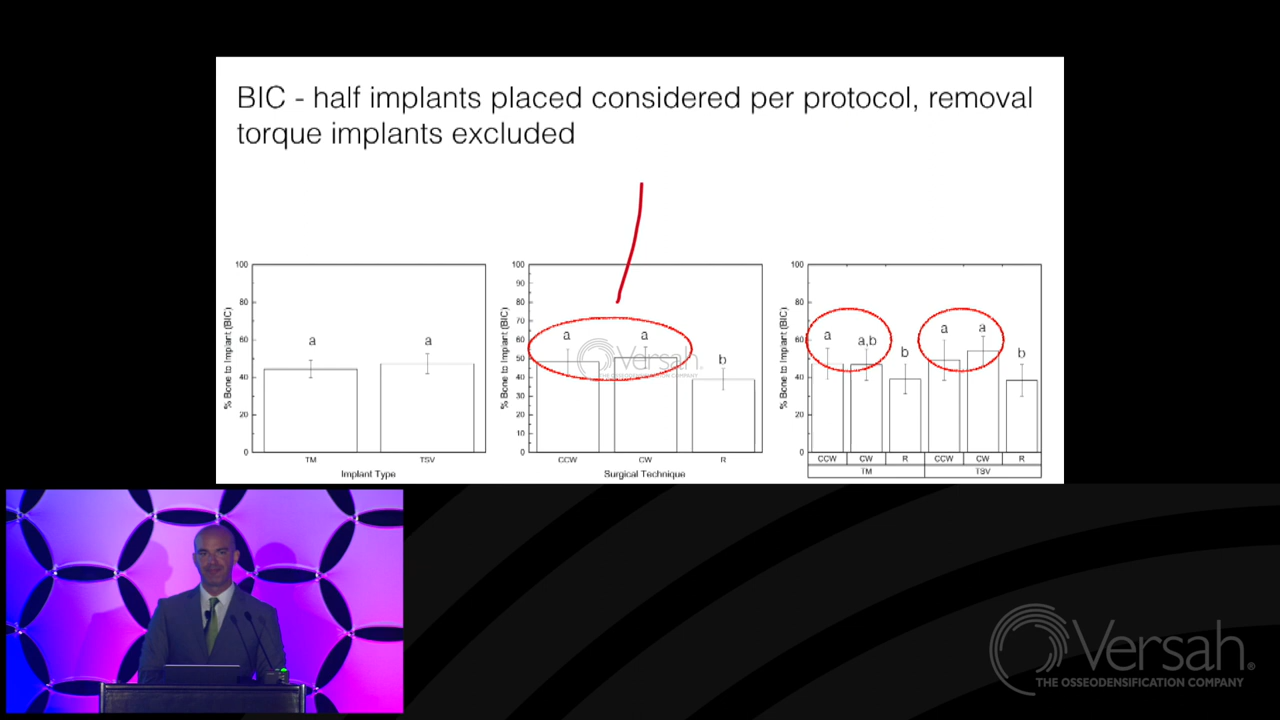 BIC - half implants placed considered per protocol, removal
torque implants excluded
% Bone to Implant (BIC)
100
80
60
40
20
0
a
a
TM
TSV
Implant Type
% Bone to Implant (BIC)
100
90
80
70
60
50
40
30
20
10
0
a
a
b
CCW
CW
R
Surgical Technique
Versah
THE OSSEODENSIFICATION COMPANY
% Bone to Implant (BIC)
100
80
60
40
20
0
a
a,b
b
a
a
b
CCW
CW
R
CCW
CW
R
TM
TSV
Versah®
THE OSSEODENSIFICATION COMPANY